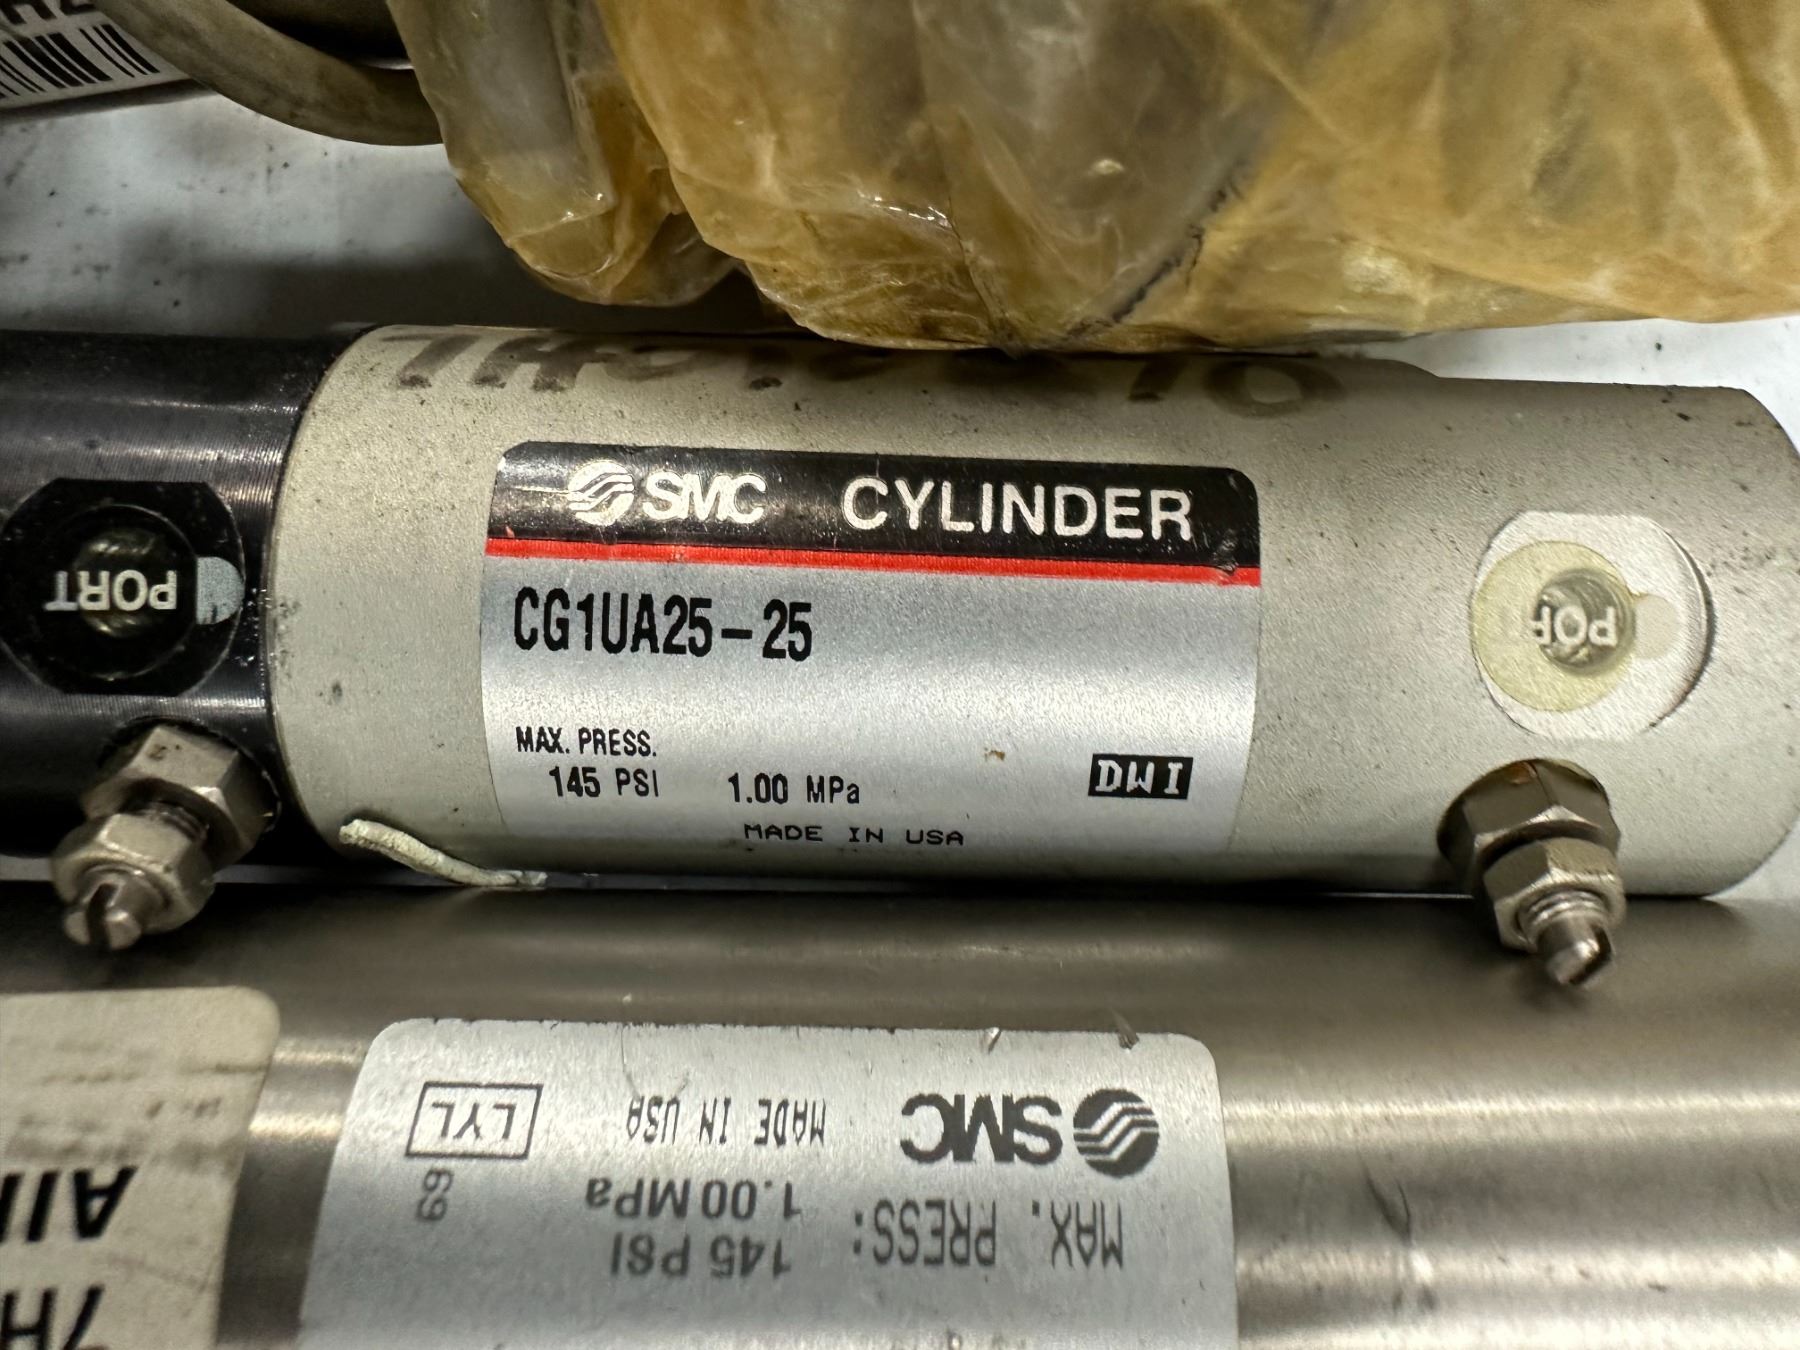 SMC CYLINDER
CG1UA25-25
MAX. PRESS.
145 PSI 1.00 MPa
DWI
MADE IN USA
PORT
SMC
MADE IN USA
LYL
69
MAX. PRESS:
145 PSI
1.00 MPa